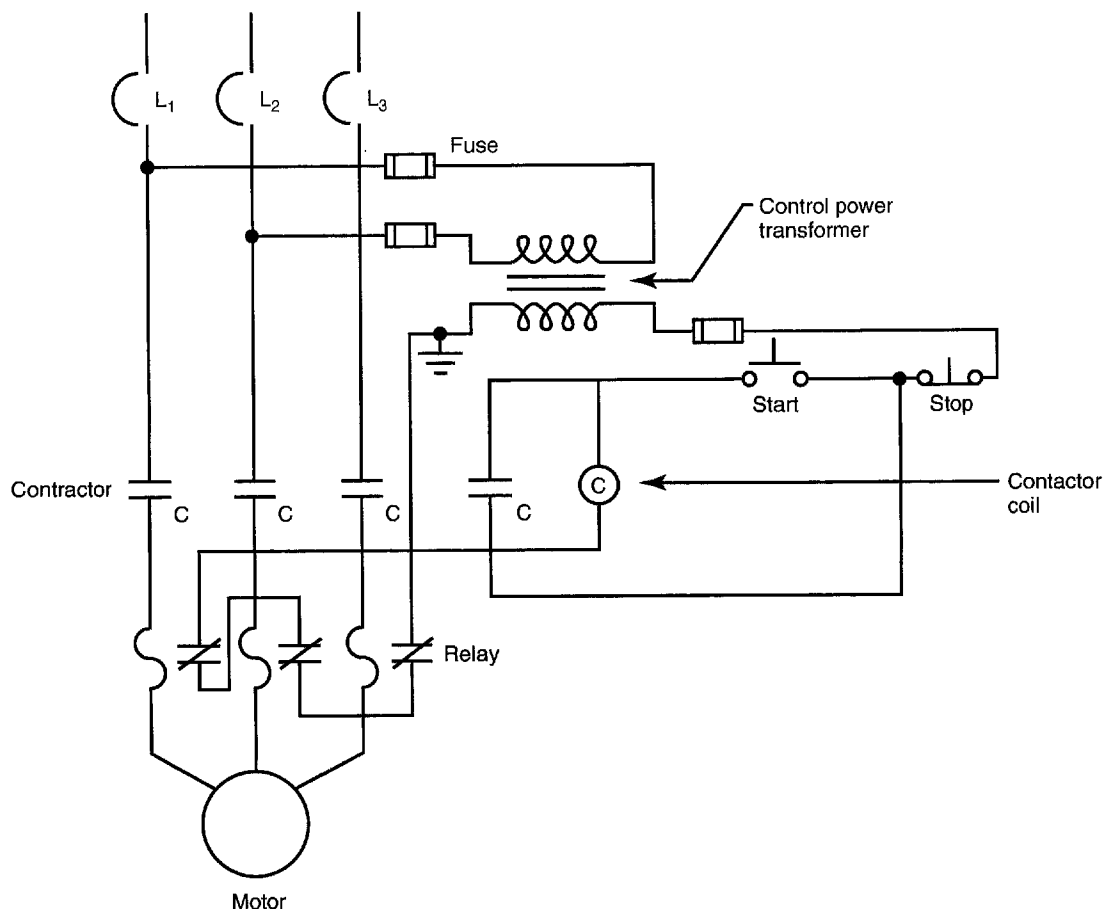 L₁
L₂
L₃
Fuse
Control power
transformer
Start
Stop
Contractor
C
C
C
C
C
Contactor
coil
Relay
Motor